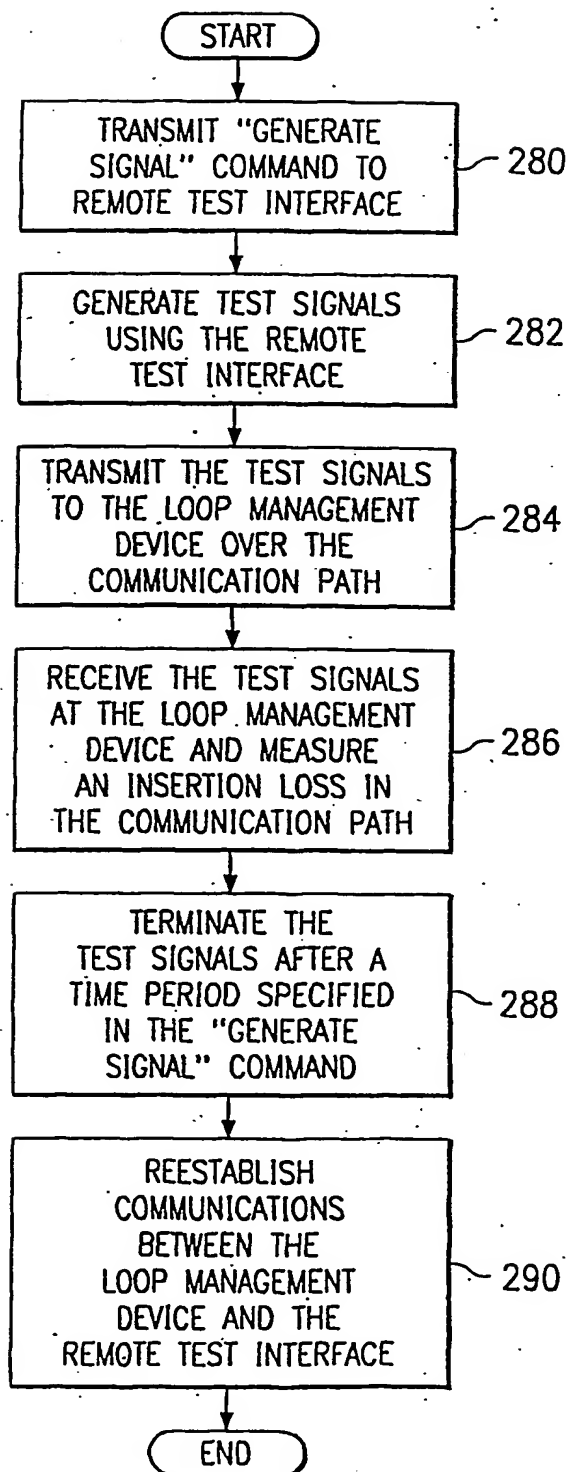 START
TRANSMIT "GENERATE
SIGNAL" COMMAND TO
REMOTE TEST INTERFACE
280
GENERATE TEST SIGNALS
USING THE REMOTE
TEST INTERFACE
282
TRANSMIT THE TEST SIGNALS
TO THE LOOP MANAGEMENT
DEVICE OVER THE
COMMUNICATION PATH
284
RECEIVE THE TEST SIGNALS
AT THE LOOP MANAGEMENT
DEVICE AND MEASURE
AN INSERTION LOSS IN
THE COMMUNICATION PATH
286
TERMINATE THE
TEST SIGNALS AFTER A
TIME PERIOD SPECIFIED
IN THE "GENERATE
SIGNAL" COMMAND
288
REESTABLISH
COMMUNICATIONS
BETWEEN THE
LOOP MANAGEMENT
DEVICE AND THE
REMOTE TEST INTERFACE
290
END